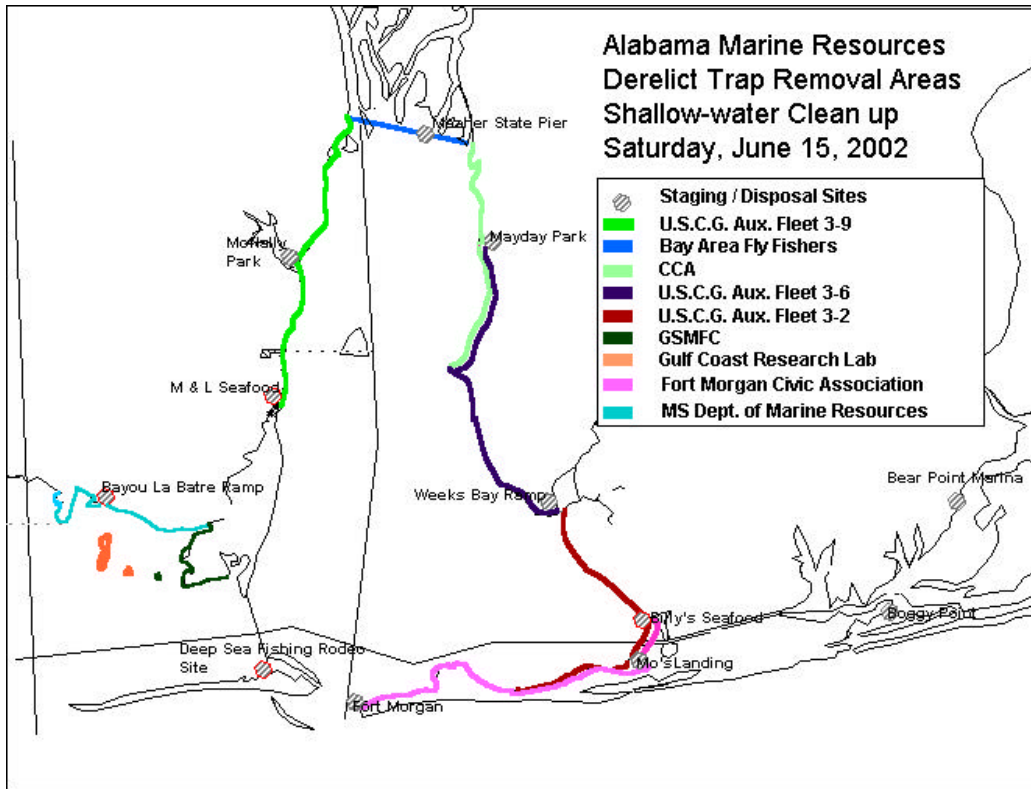 Alabama Marine Resources
Derelict Trap Removal Areas
Shallow-water Clean up
Saturday, June 15, 2002
Staging / Disposal Sites
U.S.C.G. Aux. Fleet 3-9
Bay Area Fly Fishers
CCA
U.S.C.G. Aux. Fleet 3-6
U.S.C.G. Aux. Fleet 3-2
GSMFC
Gulf Coast Research Lab
Fort Morgan Civic Association
MS Dept. of Marine Resources
Meaher State Pier
Mayday Park
McNally
Park
M & L Seafood
Bayou La Batre Ramp
Weeks Bay Ramp
Bear Point Marina
Billy's Seafood
Boggy Point
Deep Sea Fishing Rodeo
Site
Mo'sLanding
Fort Morgan